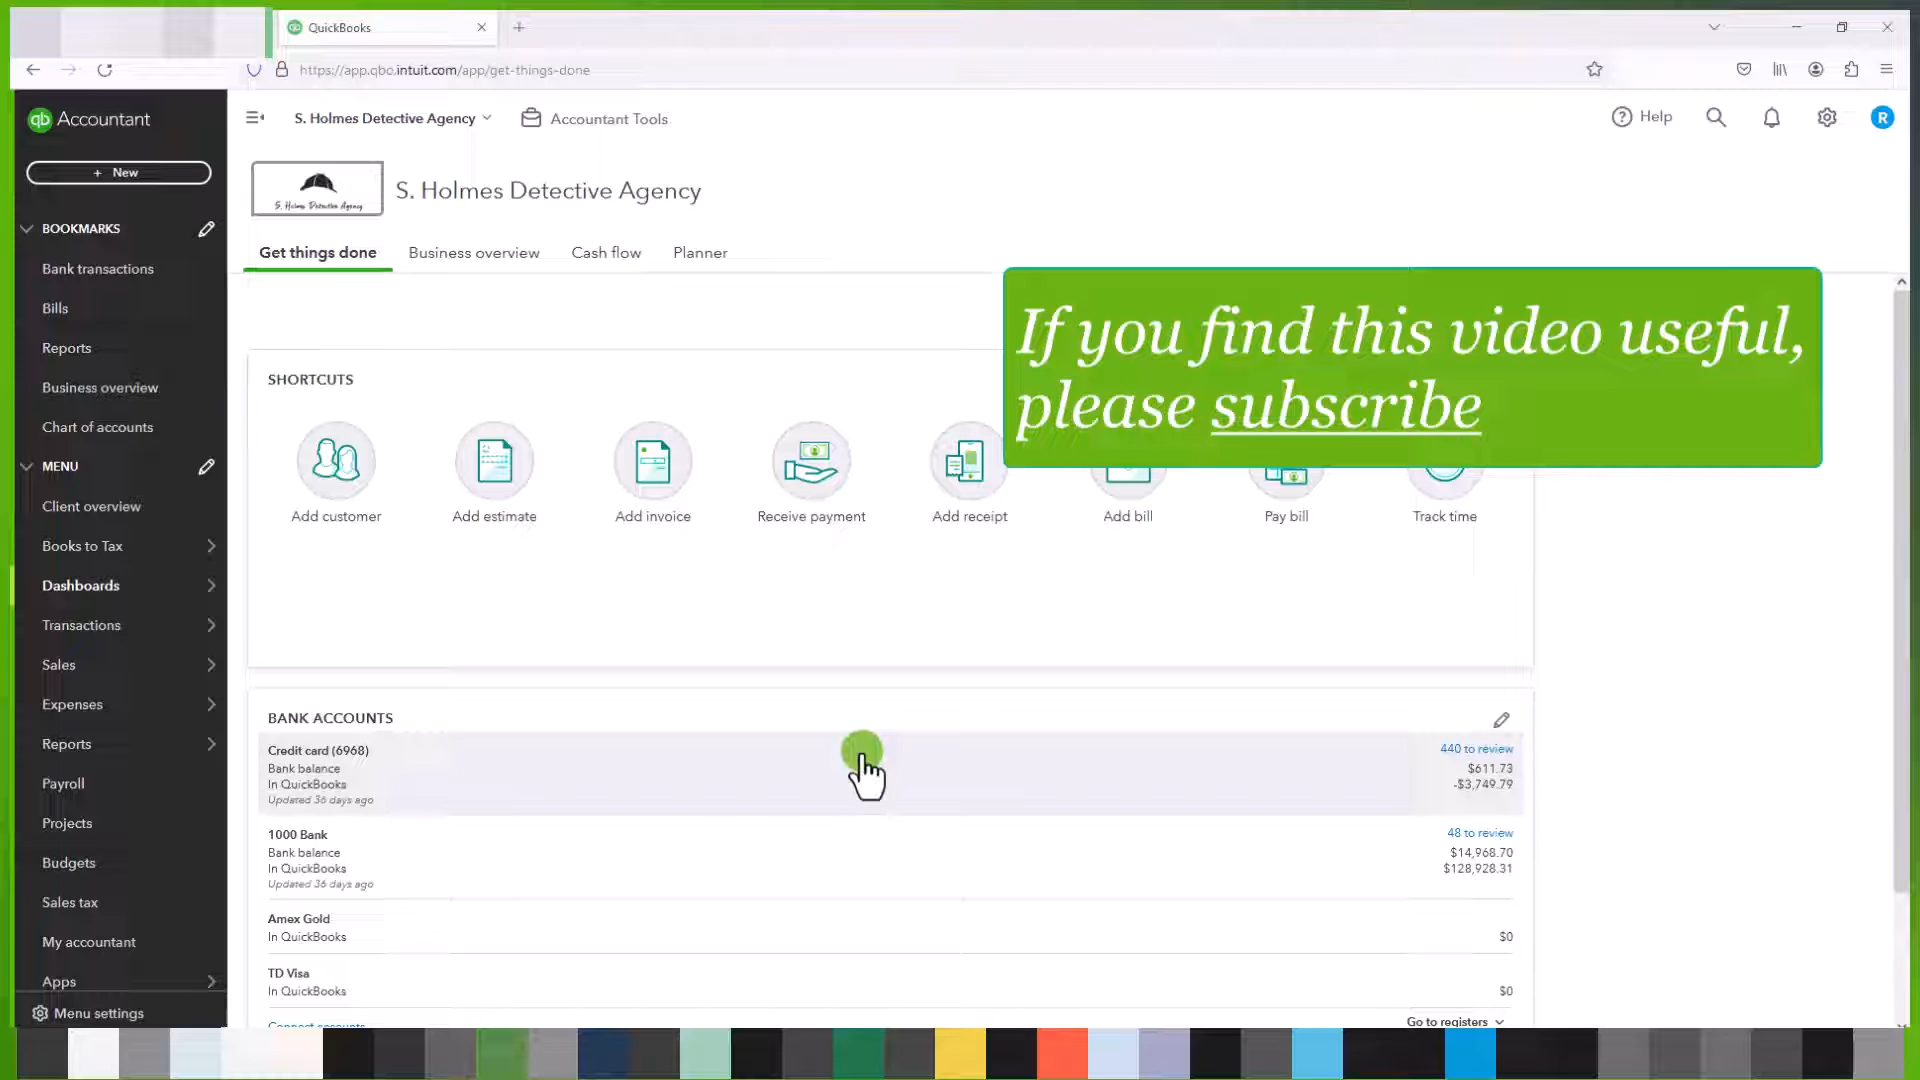 QuickBooks
https://app.qbo.intuit.com/app/get-things-done
qb Accountant
S. Holmes Detective Agency
Accountant Tools
Help
R
+ New
S. Holmes Detective Agency
S. Holmes Detective Agency
BOOKMARKS
Bank transactions
Bills
Reports
Business overview
Chart of accounts
MENU
Client overview
Books to Tax
Dashboards
Transactions
Sales
Expenses
Reports
Payroll
Projects
Budgets
Sales tax
My accountant
Apps
Menu settings
Get things done
Business overview
Cash flow
Planner
If you find this video useful,
please subscribe
SHORTCUTS
Add customer
Add estimate
Add invoice
Receive payment
Add receipt
Add bill
Pay bill
Track time
BANK ACCOUNTS
Credit card (6968)
440 to review
Bank balance
$611.73
In QuickBooks
-$3,749.79
Updated 36 days ago
1000 Bank
48 to review
Bank balance
$14,968.70
In QuickBooks
$128,928.31
Updated 36 days ago
Amex Gold
In QuickBooks
$0
TD Visa
In QuickBooks
$0
Connect accounts
Go to registers